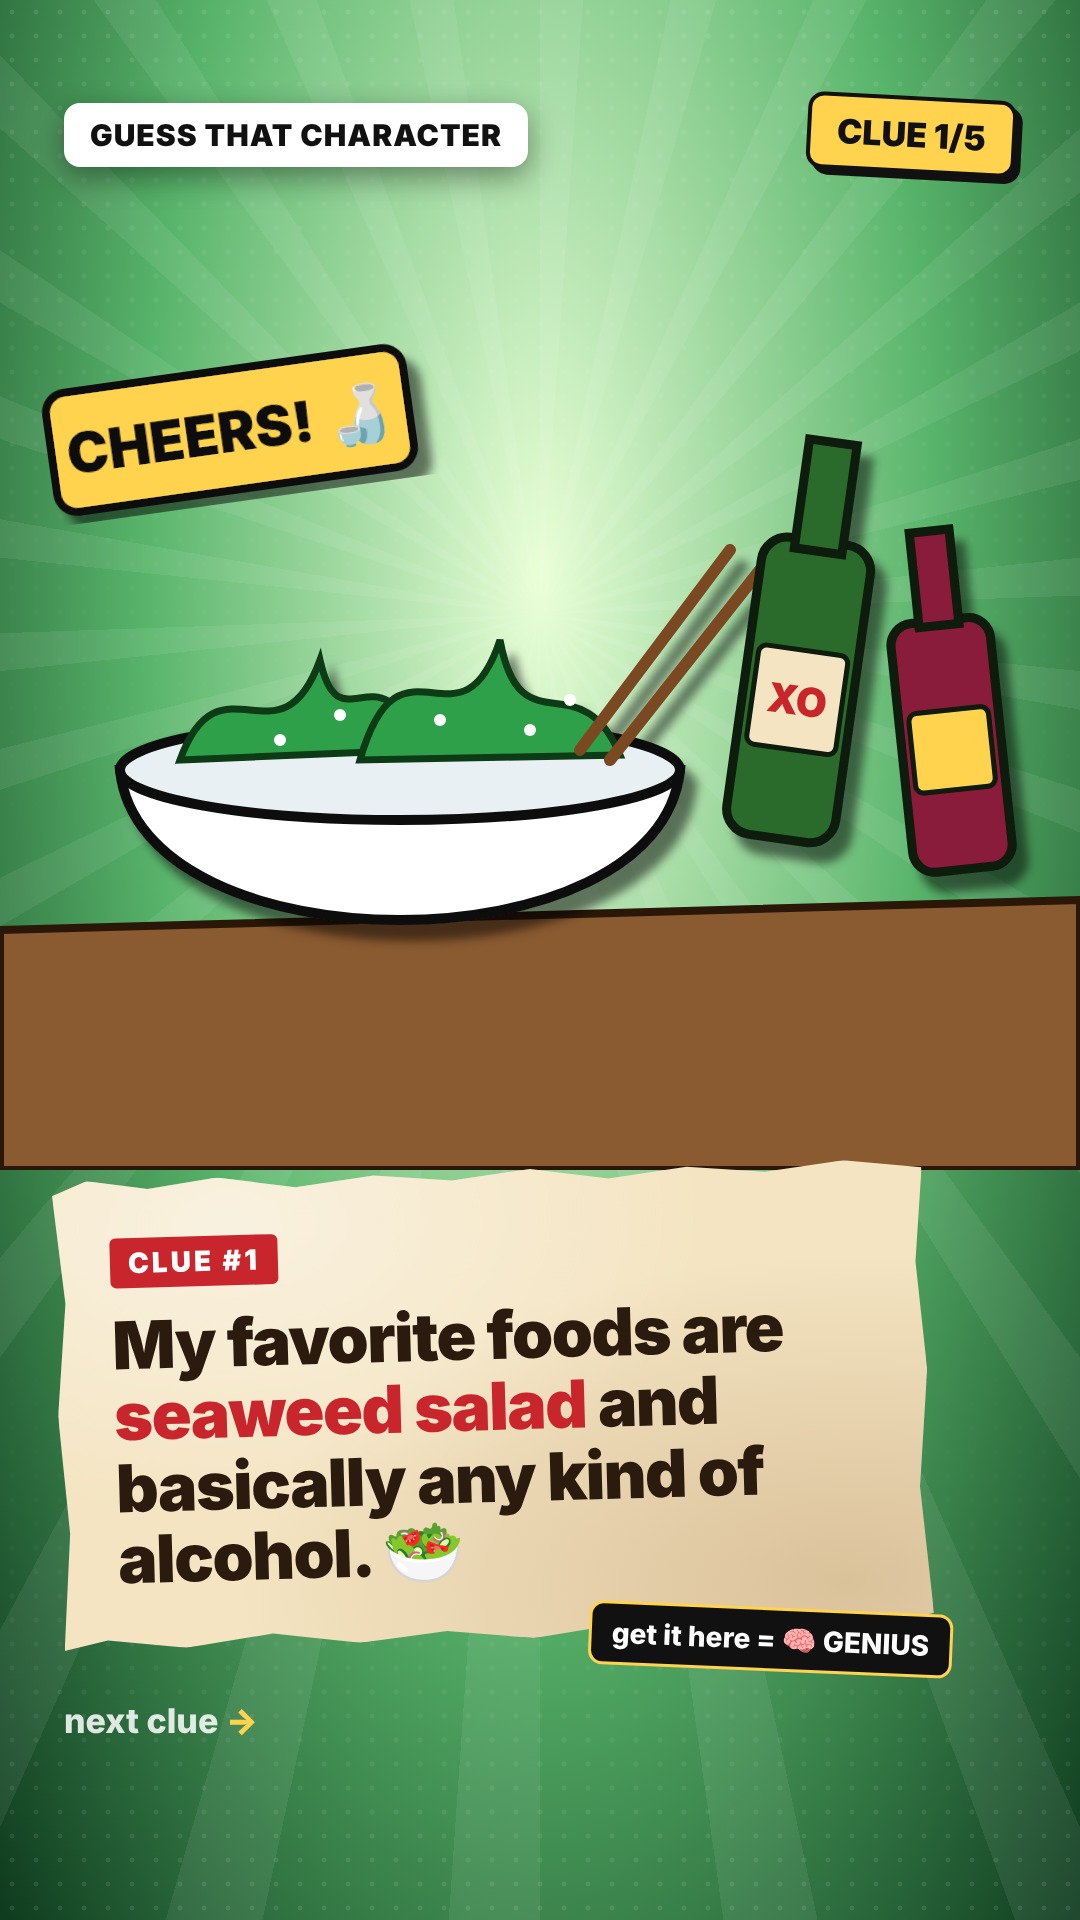 GUESS THAT CHARACTER
CLUE 1/5
CHEERS! 🍶
XO
CLUE #1
My favorite foods are
seaweed salad and
basically any kind of
alcohol. 🥗
get it here = 🧠 GENIUS
next clue →